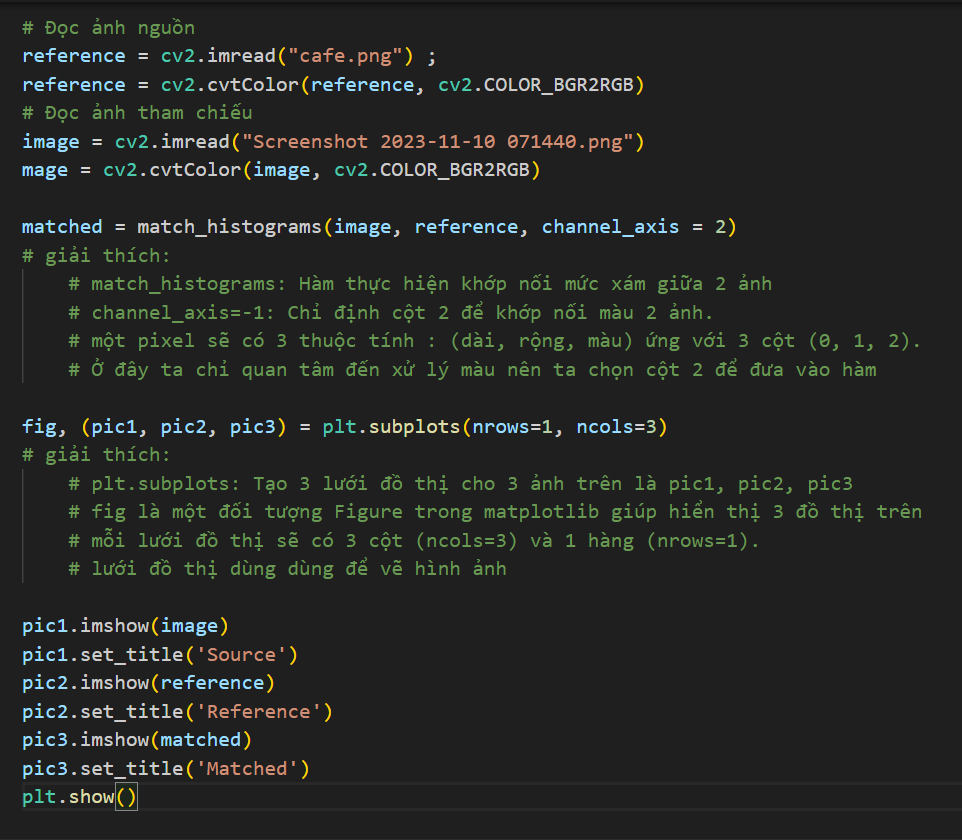 # Đọc ảnh nguồn
reference = cv2.imread("cafe.png") ;
reference = cv2.cvtColor(reference, cv2.COLOR_BGR2RGB)
# Đọc ảnh tham chiếu
image = cv2.imread("Screenshot 2023-11-10 071440.png")
mage = cv2.cvtColor(image, cv2.COLOR_BGR2RGB)
matched = match_histograms(image, reference, channel_axis = 2)
# giải thích:
# match_histograms: Hàm thực hiện khớp nối mức xám giữa 2 ảnh
# channel_axis=-1: Chỉ định cột 2 để khớp nối màu 2 ảnh.
# một pixel sẽ có 3 thuộc tính : (dài, rộng, màu) ứng với 3 cột (0, 1, 2).
# Ở đây ta chỉ quan tâm đến xử lý màu nên ta chọn cột 2 để đưa vào hàm
fig, (pic1, pic2, pic3) = plt.subplots(nrows=1, ncols=3)
# giải thích:
# plt.subplots: Tạo 3 lưới đồ thị cho 3 ảnh trên là pic1, pic2, pic3
# fig là một đối tượng Figure trong matplotlib giúp hiển thị 3 đồ thị trên
# mỗi lưới đồ thị sẽ có 3 cột (ncols=3) và 1 hàng (nrows=1).
# lưới đồ thị dùng dùng để vẽ hình ảnh
pic1.imshow(image)
pic1.set_title('Source')
pic2.imshow(reference)
pic2.set_title('Reference')
pic3.imshow(matched)
pic3.set_title('Matched')
plt.show()